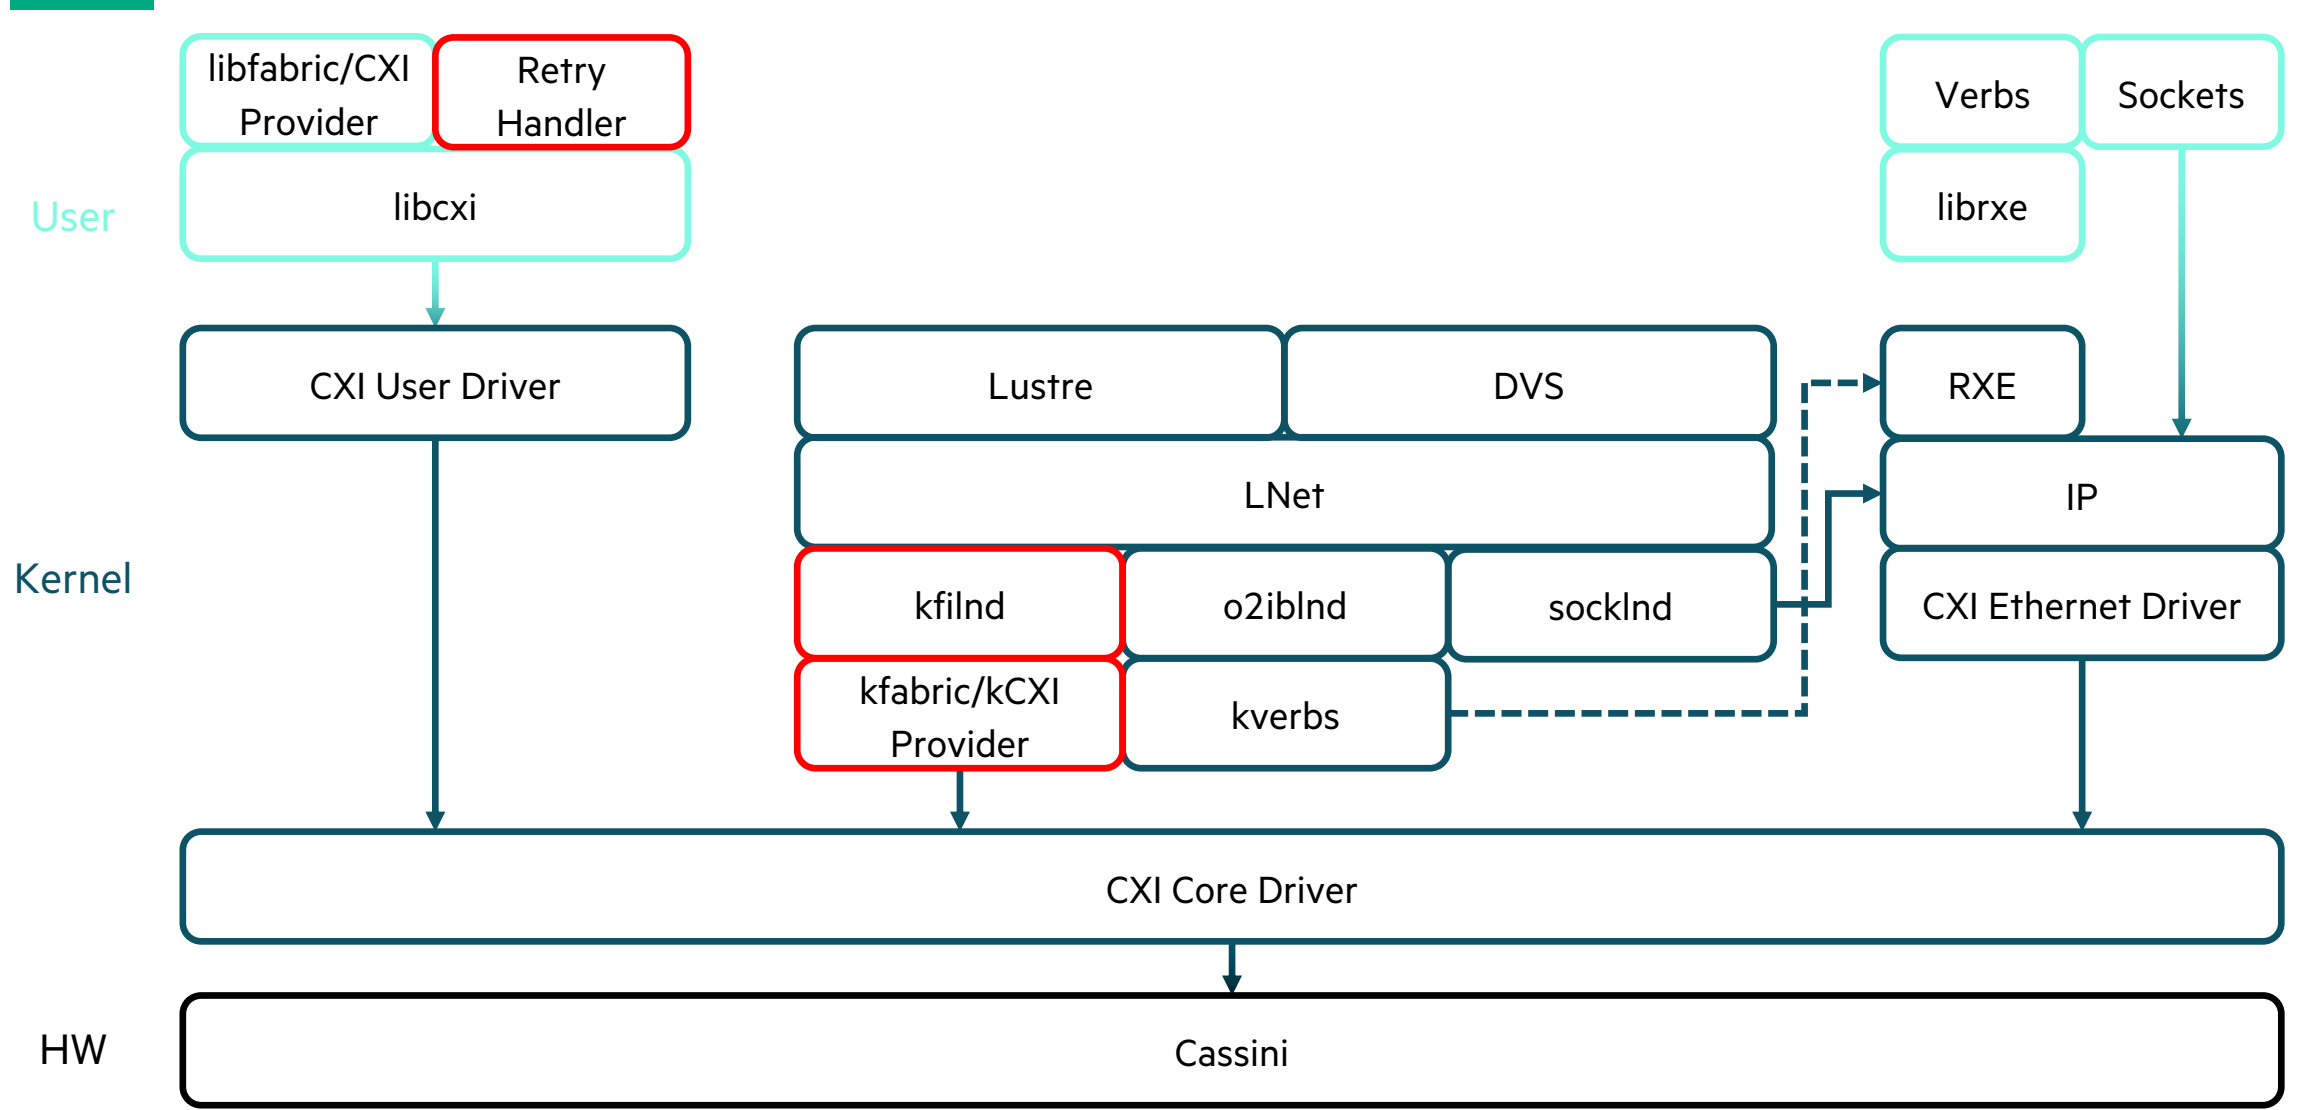 libfabric/CXI
Provider
Retry
Handler
Verbs
Sockets
User
libcxi
librxe
CXI User Driver
Lustre
DVS
RXE
LNet
IP
Kernel
kfilnd
o2iblnd
socklnd
CXI Ethernet Driver
kfabric/kCXI
Provider
kverbs
CXI Core Driver
HW
Cassini